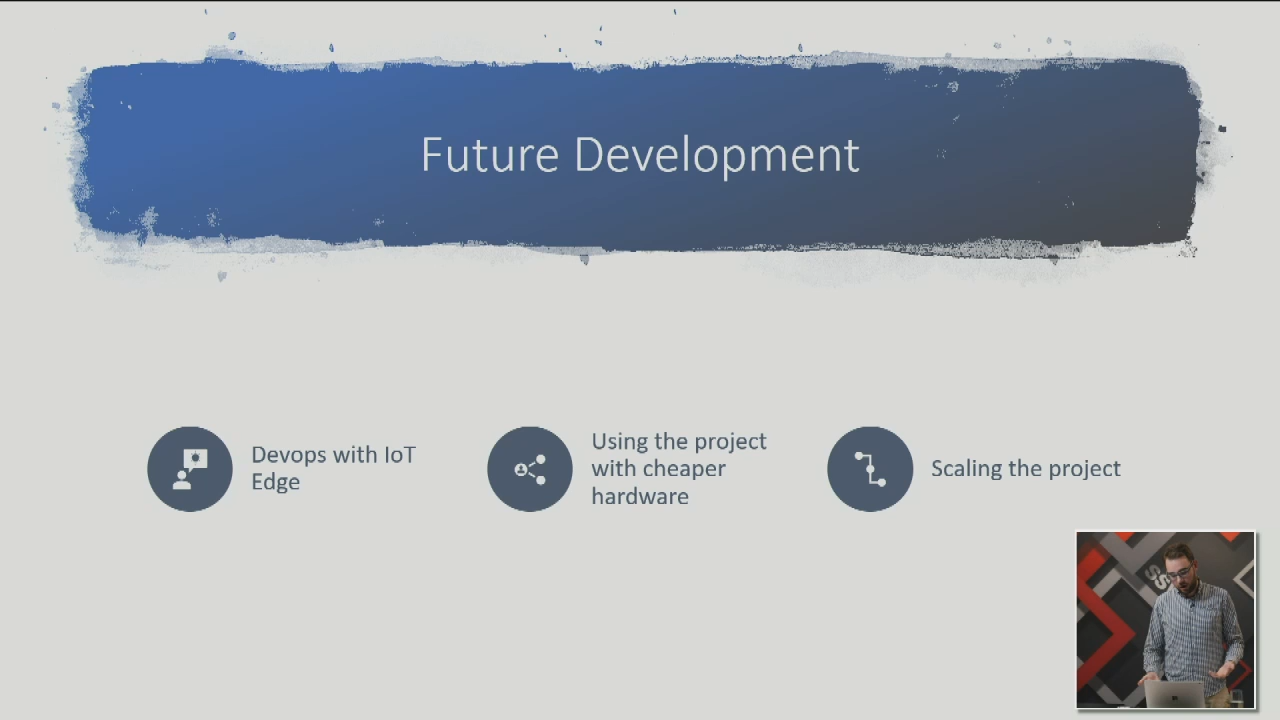 Future Development
Devops with IoT
Edge
Using the project
with cheaper
hardware
Scaling the project